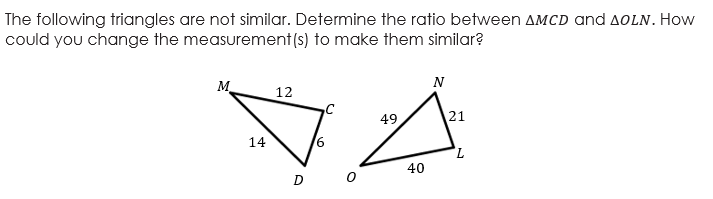 The following triangles are not similar. Determine the ratio between ΔMCD and ΔOLN. How
could you change the measurement(s) to make them similar?
M
12
C
14
6
D
N
49
21
L
40
O